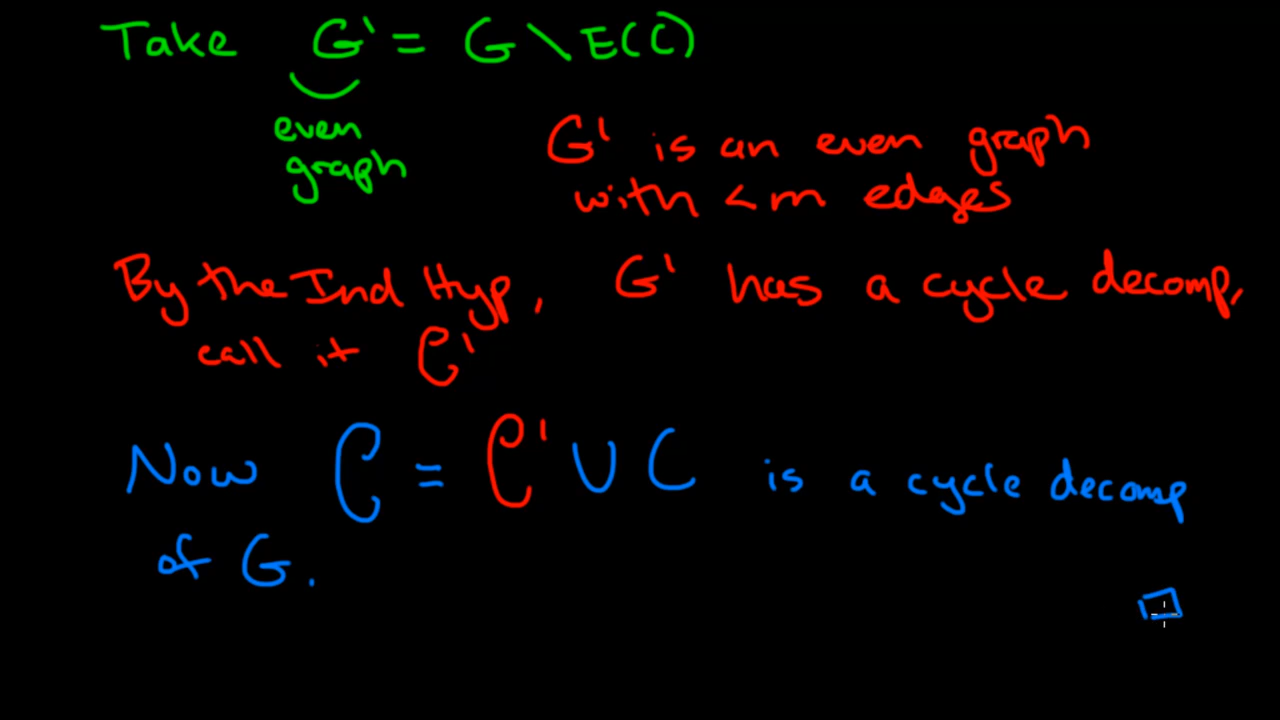 Take G' = G \ E(C)
even
graph
G' is an even graph
with < m edges
By the Ind Hyp, G' has a cycle decomp,
call it 𝒞'
Now 𝒞 = 𝒞' ∪ C is a cycle decomp
of G.